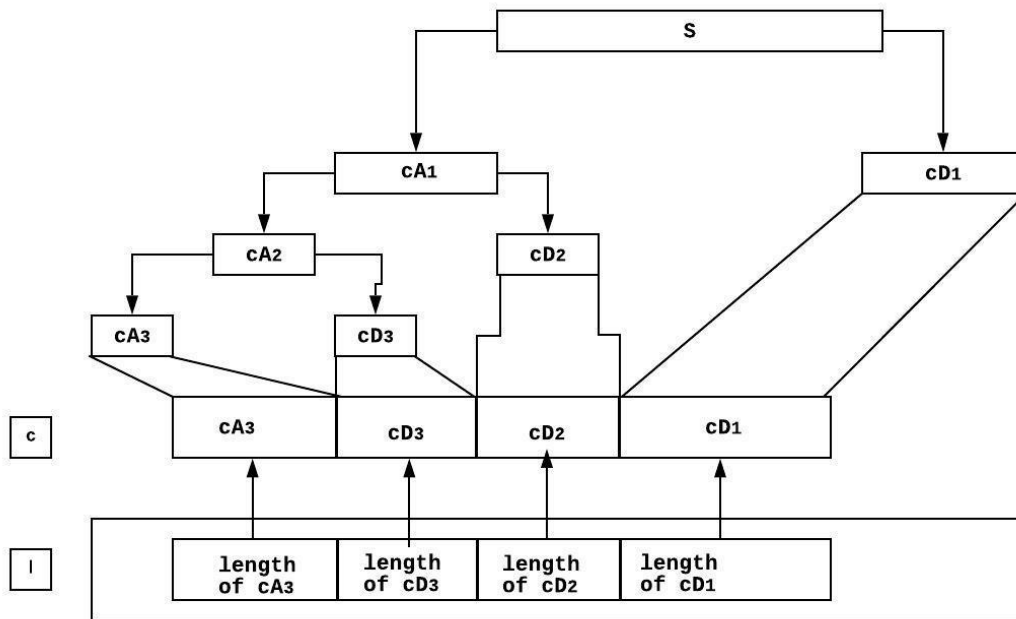 S
cA1
cD1
cA2
cD2
cA3
cD3
c
cA3
cD3
cD2
cD1
l
length
of cA3
length
of cD3
length
of cD2
length
of cD1